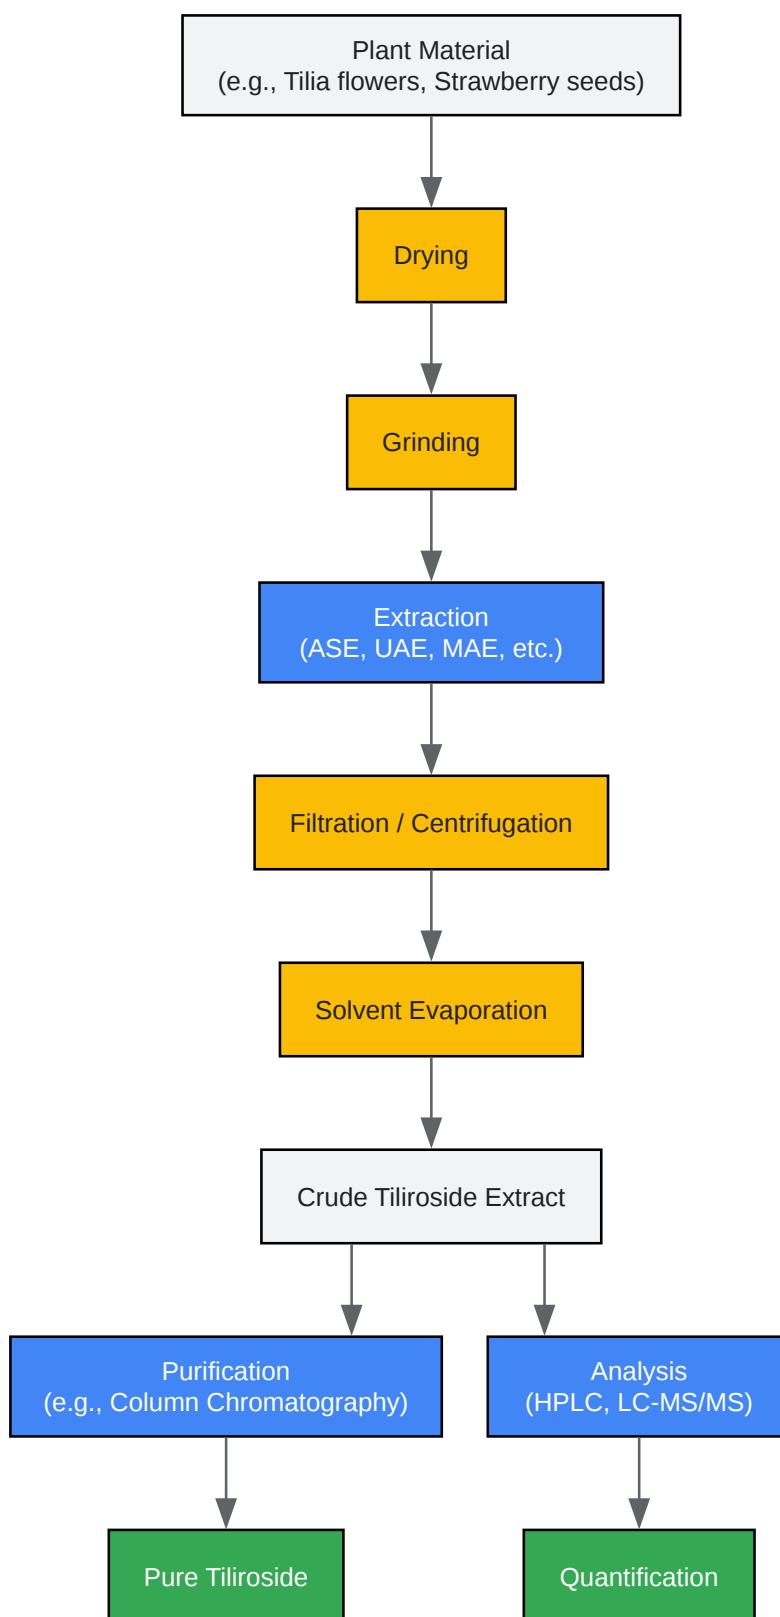 Plant Material
(e.g., Tilia flowers, Strawberry seeds)
Drying
Grinding
Extraction
(ASE, UAE, MAE, etc.)
Filtration / Centrifugation
Solvent Evaporation
Crude Tiliroside Extract
Purification
(e.g., Column Chromatography)
Analysis
(HPLC, LC-MS/MS)
Pure Tiliroside
Quantification